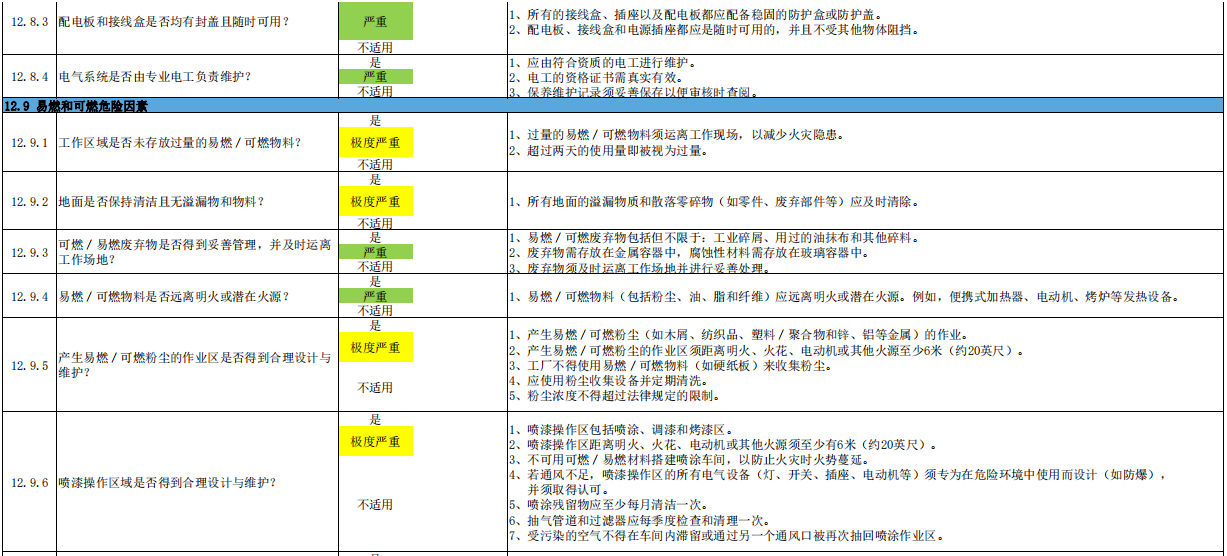 12.8.3
配电板和接线盒是否均有封盖且随时可用?
严重
不适用
1、所有的接线盒、插座以及配电板都应配备稳固的防护盒或防护盖。
2、配电板、接线盒和电源插座都应是随时可用的，并且不受其他物体阻挡。
12.8.4
电气系统是否由专业电工负责维护?
是
严重
不适用
1、应由符合资质的电工进行维护。
2、电工的资格证书需真实有效。
3、保养维护记录须妥善保存以便审核时查阅。
12.9 易燃和可燃危险因素
12.9.1
工作区域是否未存放过量的易燃／可燃物料?
是
极度严重
不适用
1、过量的易燃／可燃物料须运离工作现场，以减少火灾隐患。
2、超过两天的使用量即被视为过量。
12.9.2
地面是否保持清洁且无溢漏物和物料?
是
极度严重
不适用
1、所有地面的溢漏物质和散落零碎物（如零件、废弃部件等）应及时清除。
12.9.3
可燃／易燃废弃物是否得到妥善管理，并及时运离
工作场地?
是
严重
不适用
1、易燃／可燃废弃物包括但不限于: 工业碎屑、用过的油抹布和其他碎料。
2、废弃物需存放在金属容器中，腐蚀性材料需存放在玻璃容器中。
3、废弃物须及时运离工作场地并进行妥善处理。
12.9.4
易燃／可燃物料是否远离明火或潜在火源?
是
严重
不适用
1、易燃／可燃物料（包括粉尘、油、脂和纤维）应远离明火或潜在火源。例如，便携式加热器、电动机、烤炉等发热设备。
12.9.5
产生易燃／可燃粉尘的作业区是否得到合理设计与
维护?
是
极度严重
不适用
1、产生易燃／可燃粉尘（如木屑、纺织品、塑料／聚合物和锌、铝等金属）的作业。
2、产生易燃／可燃粉尘的作业区须距离明火、火花、电动机或其他火源至少6米（约20英尺）。
3、工厂不得使用易燃／可燃物料（如硬纸板）来收集粉尘。
4、应使用粉尘收集设备并定期清洗。
5、粉尘浓度不得超过法律规定的限制。
12.9.6
喷漆操作区域是否得到合理设计与维护?
是
极度严重
不适用
1、喷漆操作区包括喷涂、调漆和烤漆区。
2、喷漆操作区距离明火、火花、电动机或其他火源须至少有6米（约20英尺）。
3、不可用可燃／易燃材料搭建喷涂车间，以防止火灾时火势蔓延。
4、若通风不足，喷漆操作区的所有电气设备（灯、开关、插座、电动机等）须专为在危险环境中使用而设计（如防爆），
并须取得认可。
5、喷涂残留物应至少每月清洁一次。
6、抽气管道和过滤器应每季度检查和清理一次。
7、受污染的空气不得在车间内滞留或通过另一个通风口被再次抽回喷涂作业区。